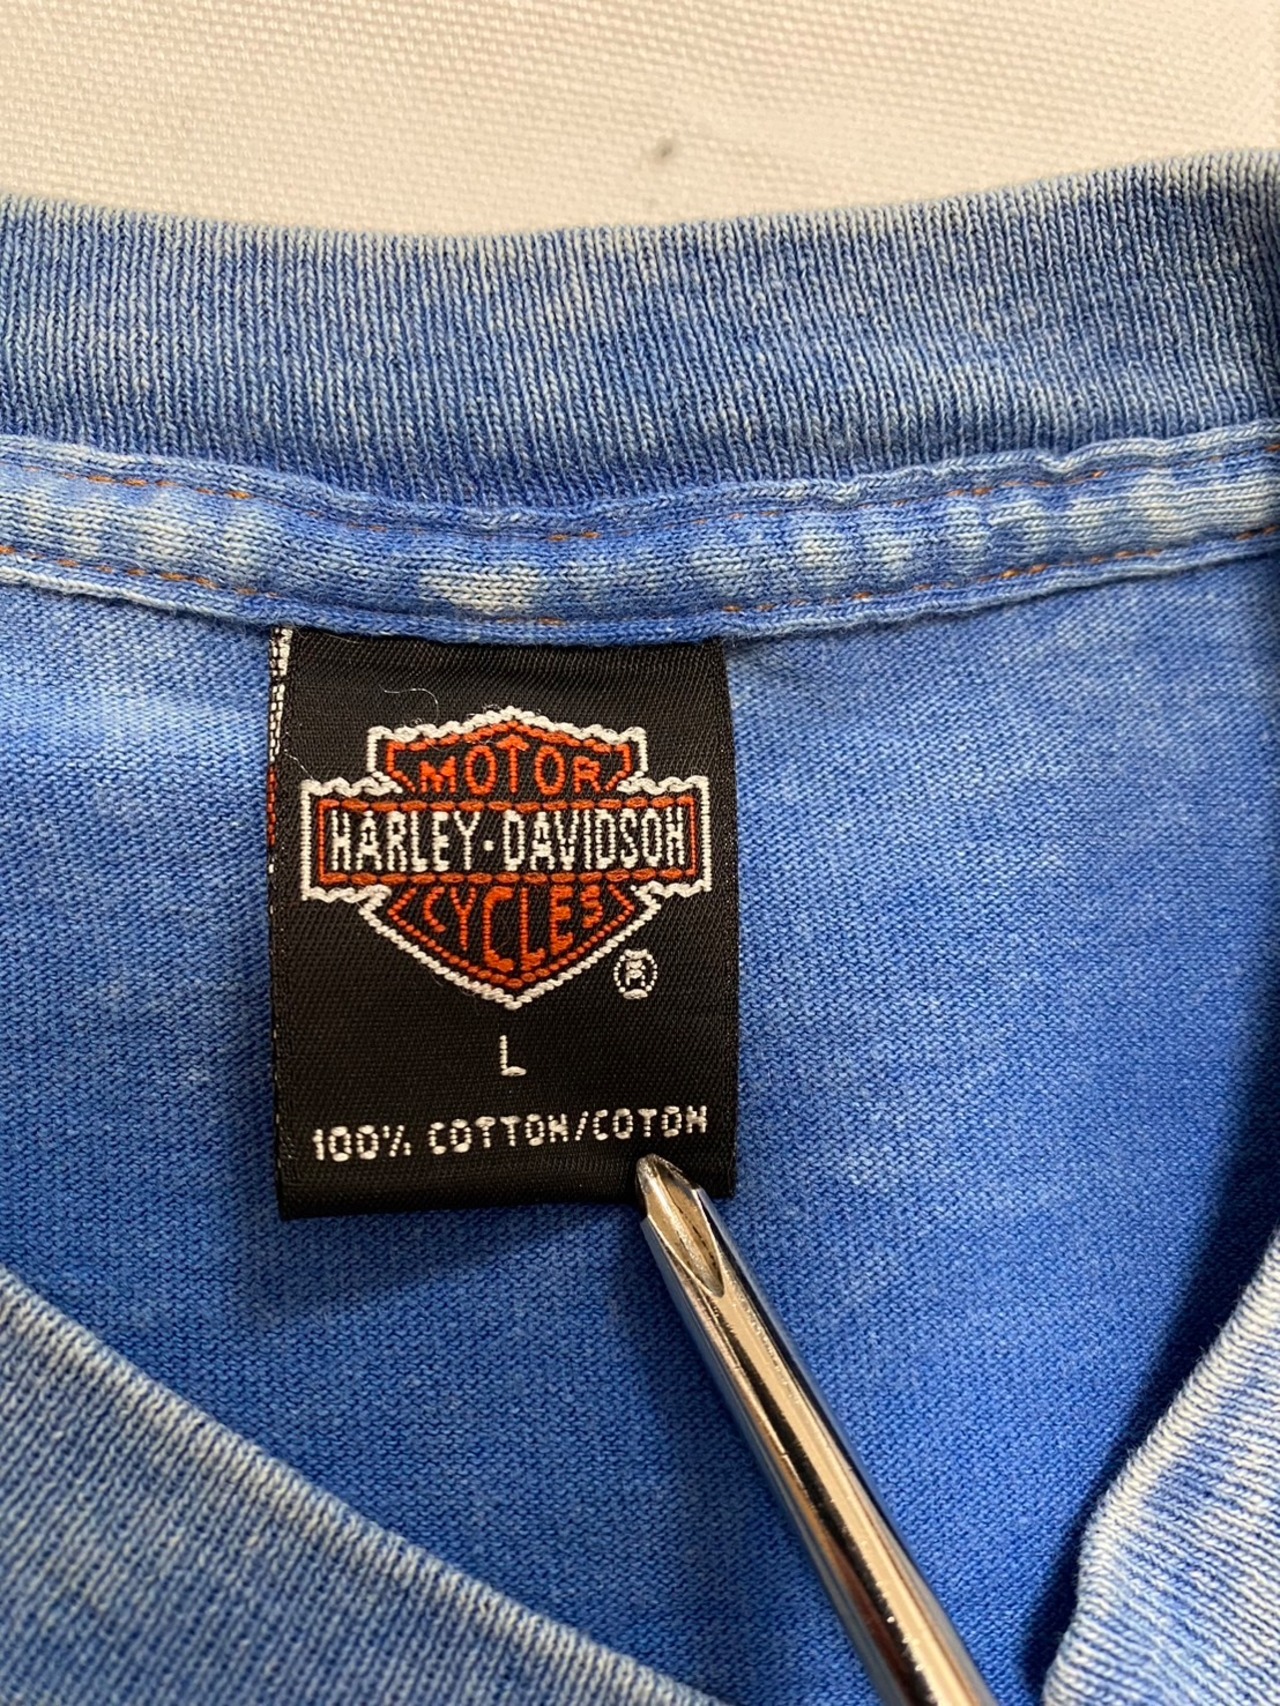 MOTOR
HARLEY-DAVIDSON
CYCLES
®
L
100% COTTON/COTON